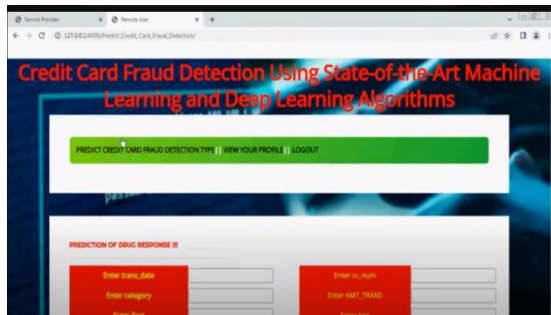 Service Provider
Remote User
127.0.0.1:8000/Predict_Credit_Card_Fraud_Detection/
Credit Card Fraud Detection Using State-of-the-Art Machine
Learning and Deep Learning Algorithms
PREDICT CREDIT CARD FRAUD DETECTION TYPE || VIEW YOUR PROFILE || LOGOUT
PREDICTION OF DRUG RESPONSE !!!
Enter trans_date
Enter cc_num
Enter category
Enter AMT_TRANS